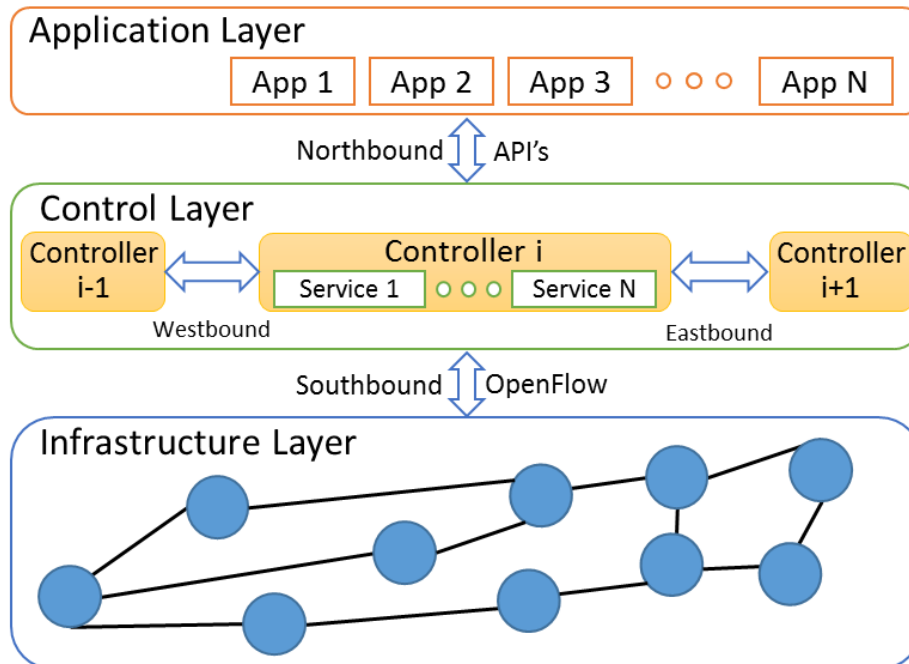 Application Layer
App 1 App 2 App 3 App N
Northbound API's
Control Layer
Controller
i-1
Controller i
Service 1 Service N
Controller
i+1
Westbound
Eastbound
Southbound OpenFlow
Infrastructure Layer